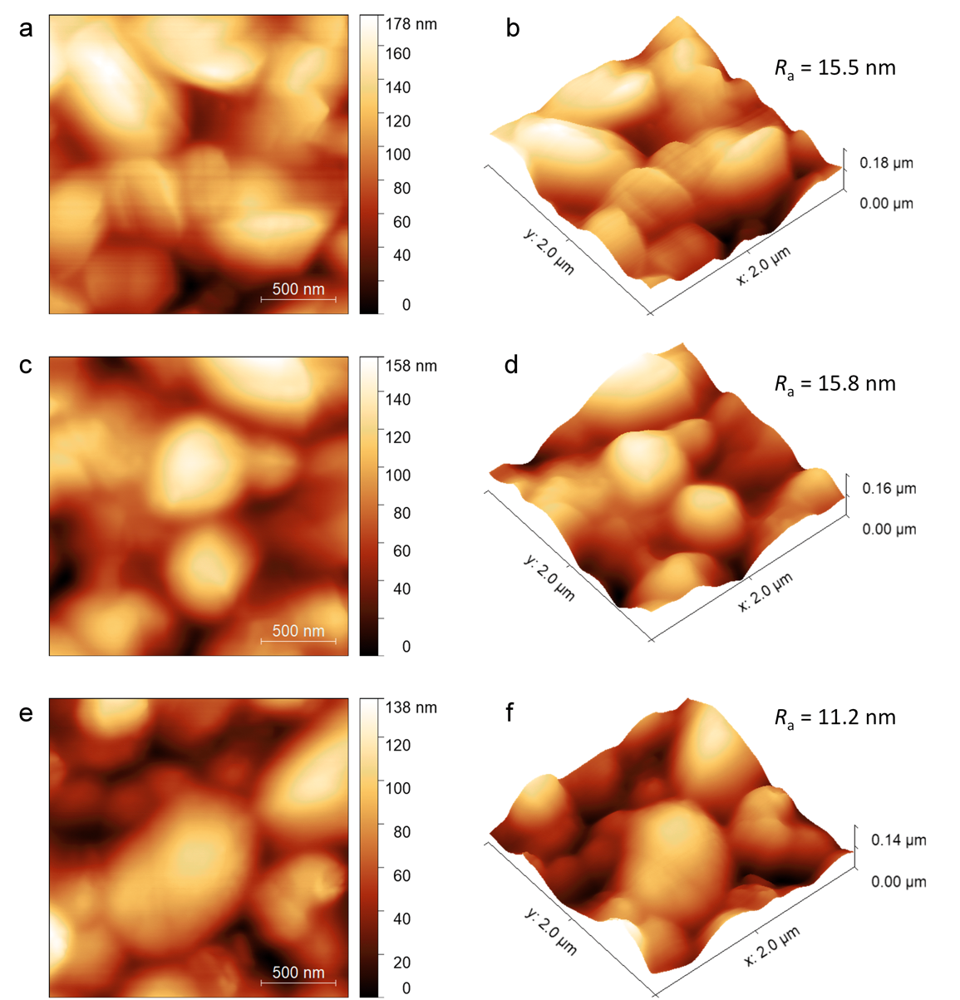 a
178 nm
160
140
120
100
80
60
40
0
500 nm
b
Ra = 15.5 nm
0.18 µm
0.00 µm
y: 2.0 µm
x: 2.0 µm
c
158 nm
140
120
100
80
60
40
0
500 nm
d
Ra = 15.8 nm
0.16 µm
0.00 µm
y: 2.0 µm
x: 2.0 µm
e
138 nm
120
100
80
60
40
20
0
500 nm
f
Ra = 11.2 nm
0.14 µm
0.00 µm
y: 2.0 µm
x: 2.0 µm